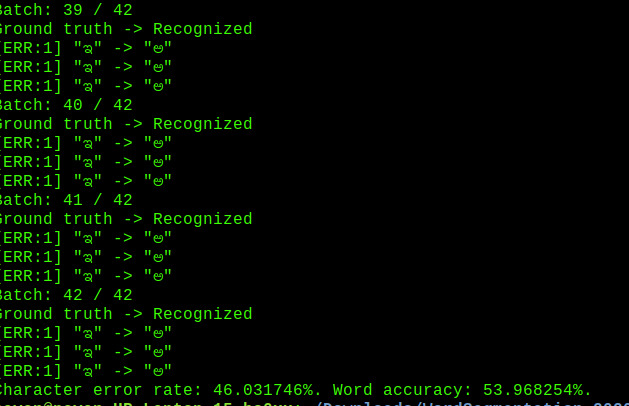 Batch: 39 / 42
Ground truth -> Recognized
[ERR:1] "ಇ" -> "ಅ"
[ERR:1] "ಇ" -> "ಅ"
[ERR:1] "ಇ" -> "ಅ"
Batch: 40 / 42
Ground truth -> Recognized
[ERR:1] "ಇ" -> "ಅ"
[ERR:1] "ಇ" -> "ಅ"
[ERR:1] "ಇ" -> "ಅ"
Batch: 41 / 42
Ground truth -> Recognized
[ERR:1] "ಇ" -> "ಅ"
[ERR:1] "ಇ" -> "ಅ"
[ERR:1] "ಇ" -> "ಅ"
Batch: 42 / 42
Ground truth -> Recognized
[ERR:1] "ಇ" -> "ಅ"
[ERR:1] "ಇ" -> "ಅ"
[ERR:1] "ಇ" -> "ಅ"
Character error rate: 46.031746%. Word accuracy: 53.968254%.